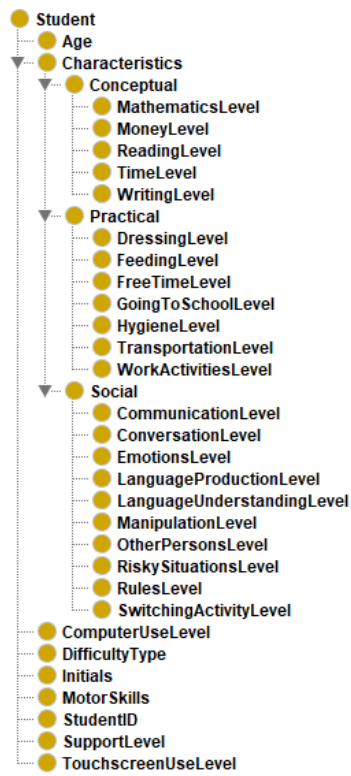 Student
Age
Characteristics
Conceptual
MathematicsLevel
MoneyLevel
ReadingLevel
TimeLevel
WritingLevel
Practical
DressingLevel
FeedingLevel
FreeTimeLevel
GoingToSchoolLevel
HygieneLevel
TransportationLevel
WorkActivitiesLevel
Social
CommunicationLevel
ConversationLevel
EmotionsLevel
LanguageProductionLevel
LanguageUnderstandingLevel
ManipulationLevel
OtherPersonsLevel
RiskySituationsLevel
RulesLevel
SwitchingActivityLevel
ComputerUseLevel
DifficultyType
Initials
MotorSkills
StudentID
SupportLevel
TouchscreenUseLevel